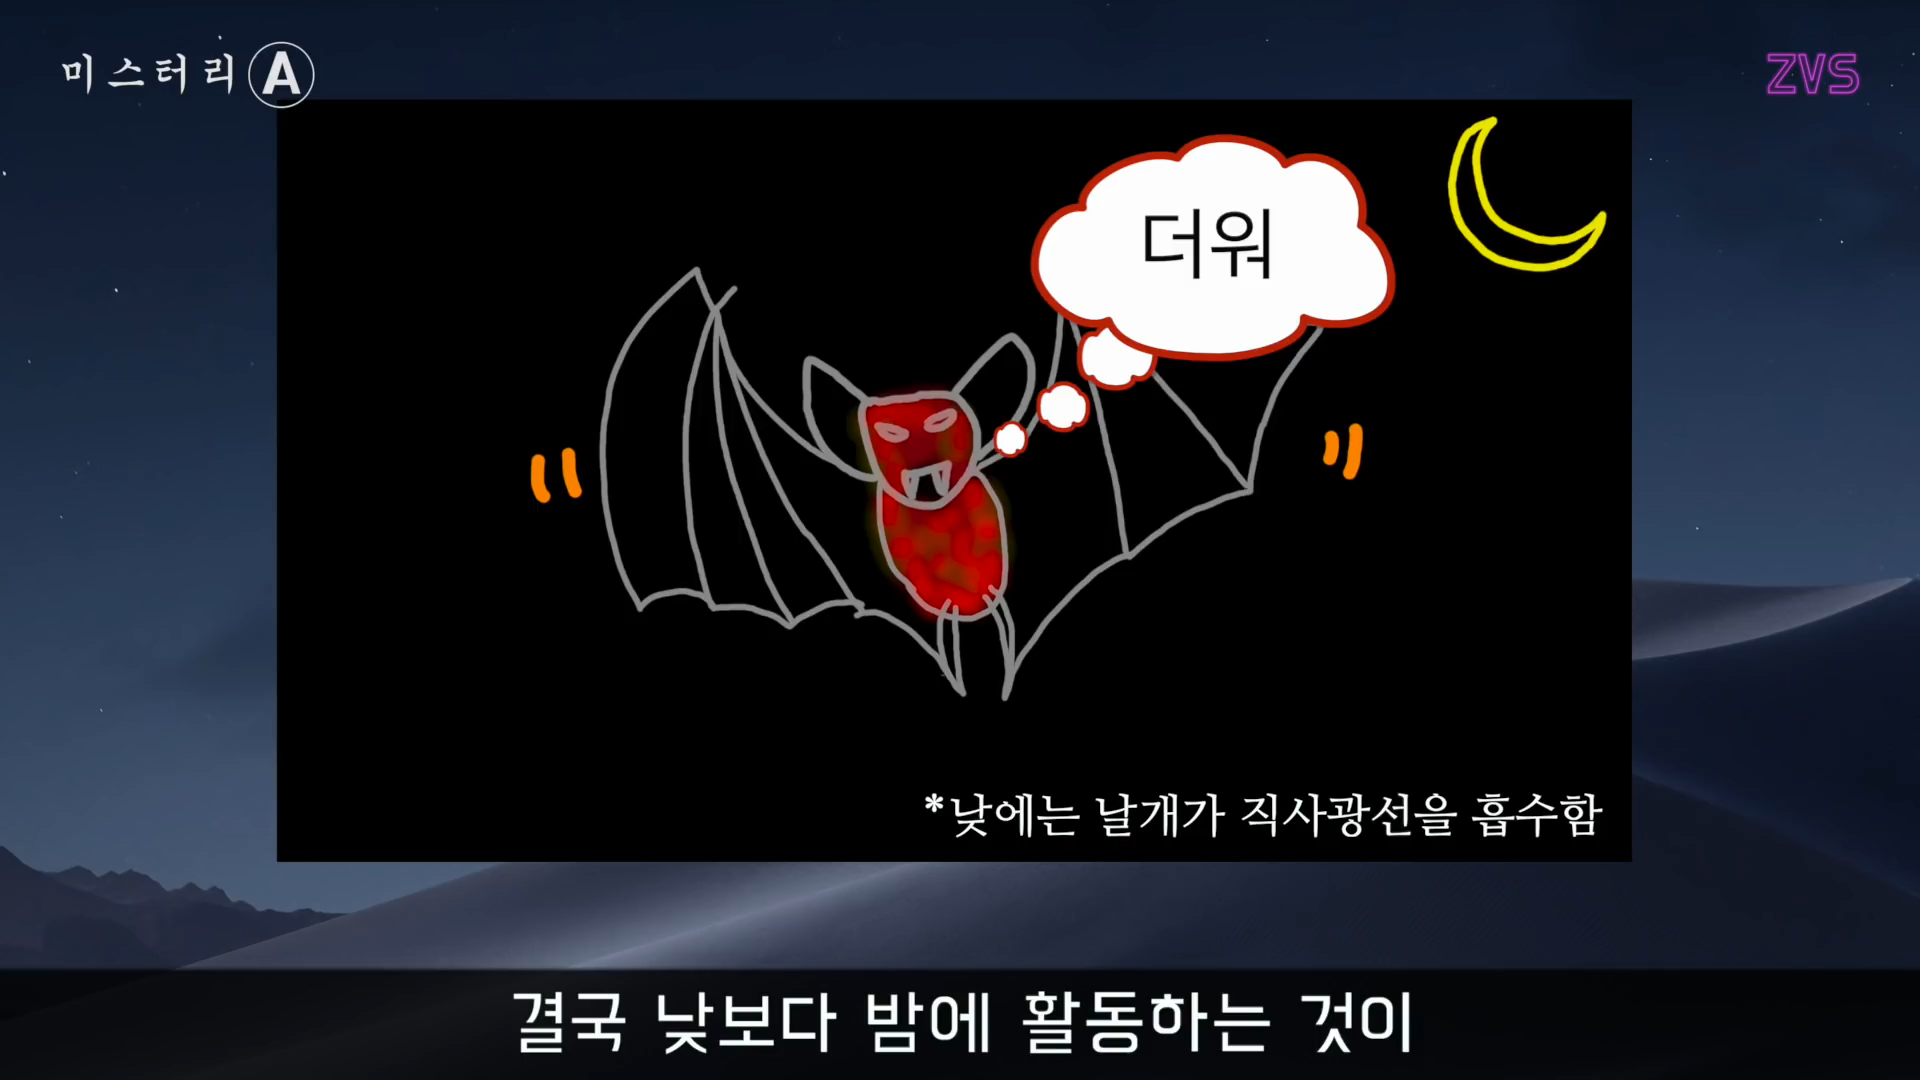 미스터리 A
ZVS
더워
*낮에는 날개가 직사광선을 흡수함
결국 낮보다 밤에 활동하는 것이